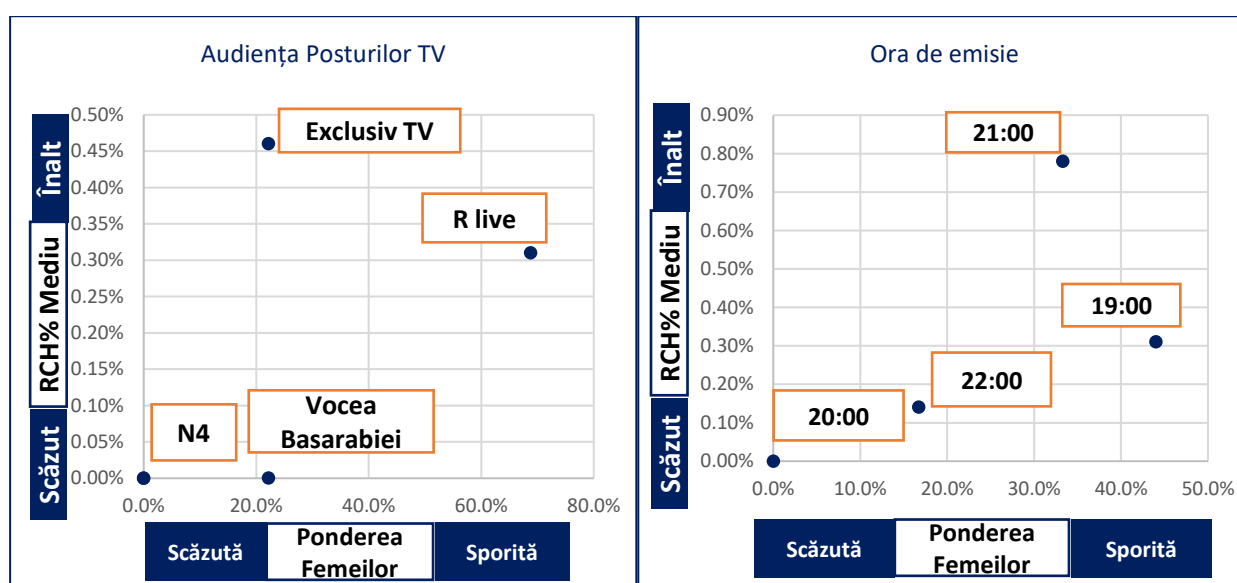 Audiența Posturilor TV
0.50%
0.45%
0.40%
0.35%
0.30%
0.25%
0.20%
0.15%
0.10%
0.05%
0.00%
Înalt
RCH% Mediu
Scăzut
Exclusiv TV
R live
N4
Vocea
Basarabiei
0.0%
20.0%
40.0%
60.0%
80.0%
Scăzută
Ponderea
Femeilor
Sporită
Ora de emisie
0.90%
0.80%
0.70%
0.60%
0.50%
0.40%
0.30%
0.20%
0.10%
0.00%
Înalt
RCH% Mediu
Scăzut
21:00
19:00
22:00
20:00
0.0%
10.0%
20.0%
30.0%
40.0%
50.0%
Scăzută
Ponderea
Femeilor
Sporită